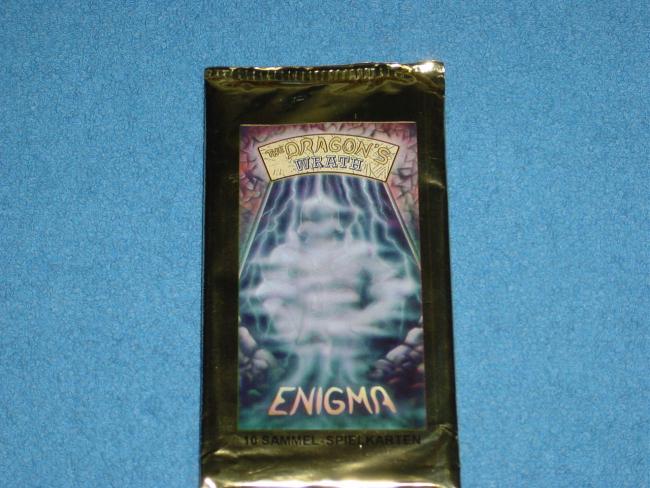 THE DRAGON'S
WRATH
ENIGMA
10 SAMMEL-SPIELKARTEN